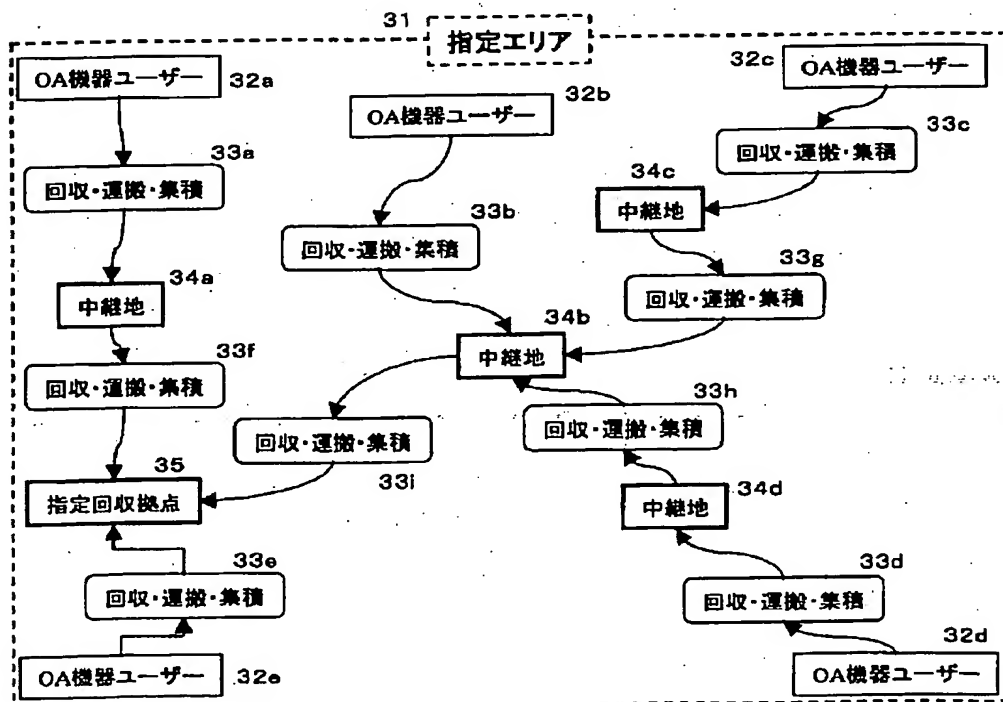 31
指定エリア
OA機器ユーザー
32a
32b
OA機器ユーザー
32c
OA機器ユーザー
33a
回収・運搬・集積
33b
回収・運搬・集積
33c
回収・運搬・集積
34c
中継地
34a
中継地
33g
回収・運搬・集積
34b
中継地
33f
回収・運搬・集積
33h
回収・運搬・集積
回収・運搬・集積
33i
35
指定回収拠点
34d
中継地
33e
回収・運搬・集積
33d
回収・運搬・集積
OA機器ユーザー
32e
32d
OA機器ユーザー